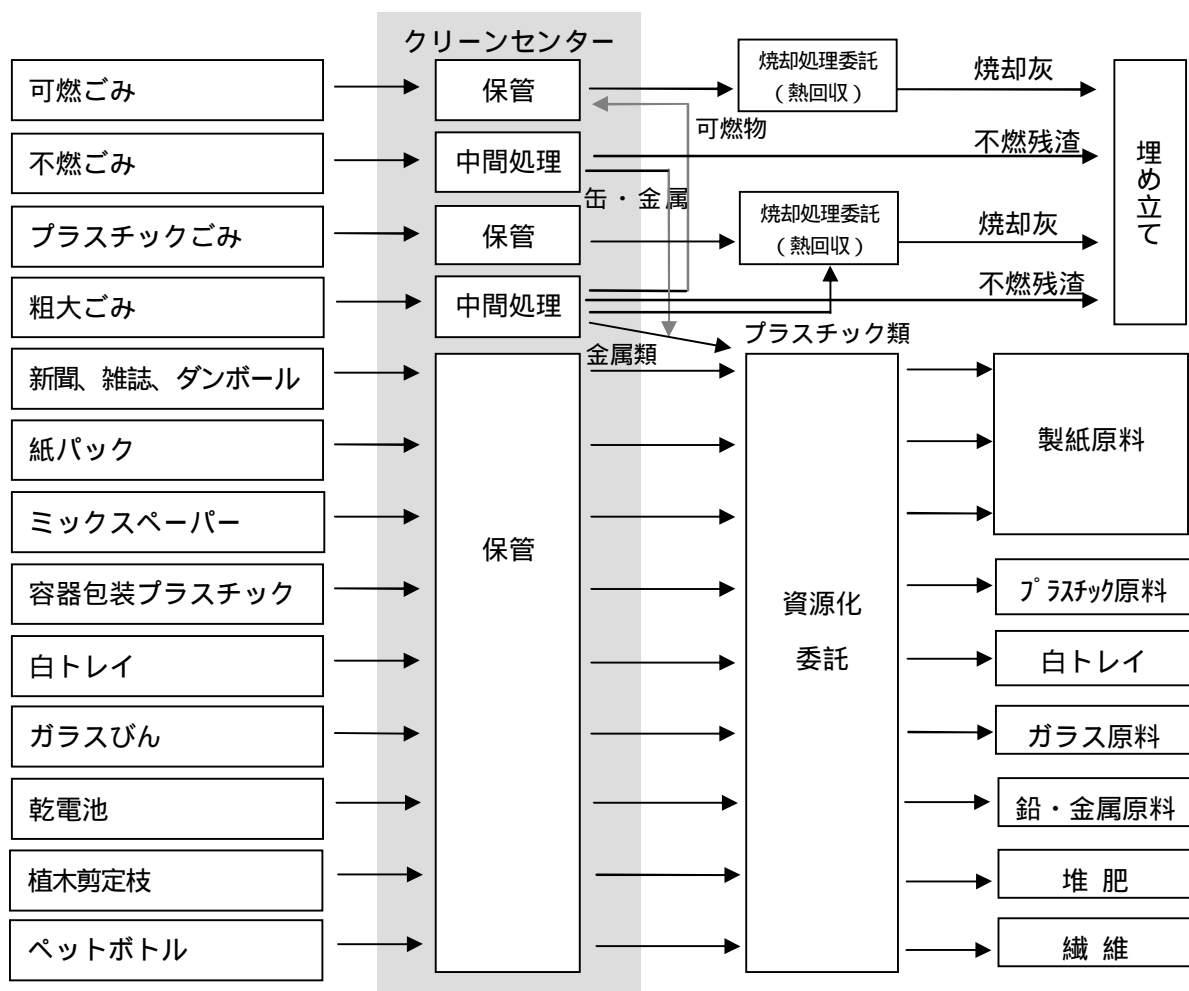 クリーンセンター
可燃ごみ
保管
焼却処理委託
（熱回収）
焼却灰
可燃物
不燃ごみ
中間処理
不燃残渣
缶・金属
埋め立て
プラスチックごみ
保管
焼却処理委託
（熱回収）
焼却灰
粗大ごみ
中間処理
不燃残渣
プラスチック類
金属類
新聞、雑誌、ダンボール
紙パック
ミックスペーパー
容器包装プラスチック
白トレイ
ガラスびん
乾電池
植木剪定枝
ペットボトル
保管
資源化
委託
製紙原料
プラスチック原料
白トレイ
ガラス原料
鉛・金属原料
堆 肥
繊 維